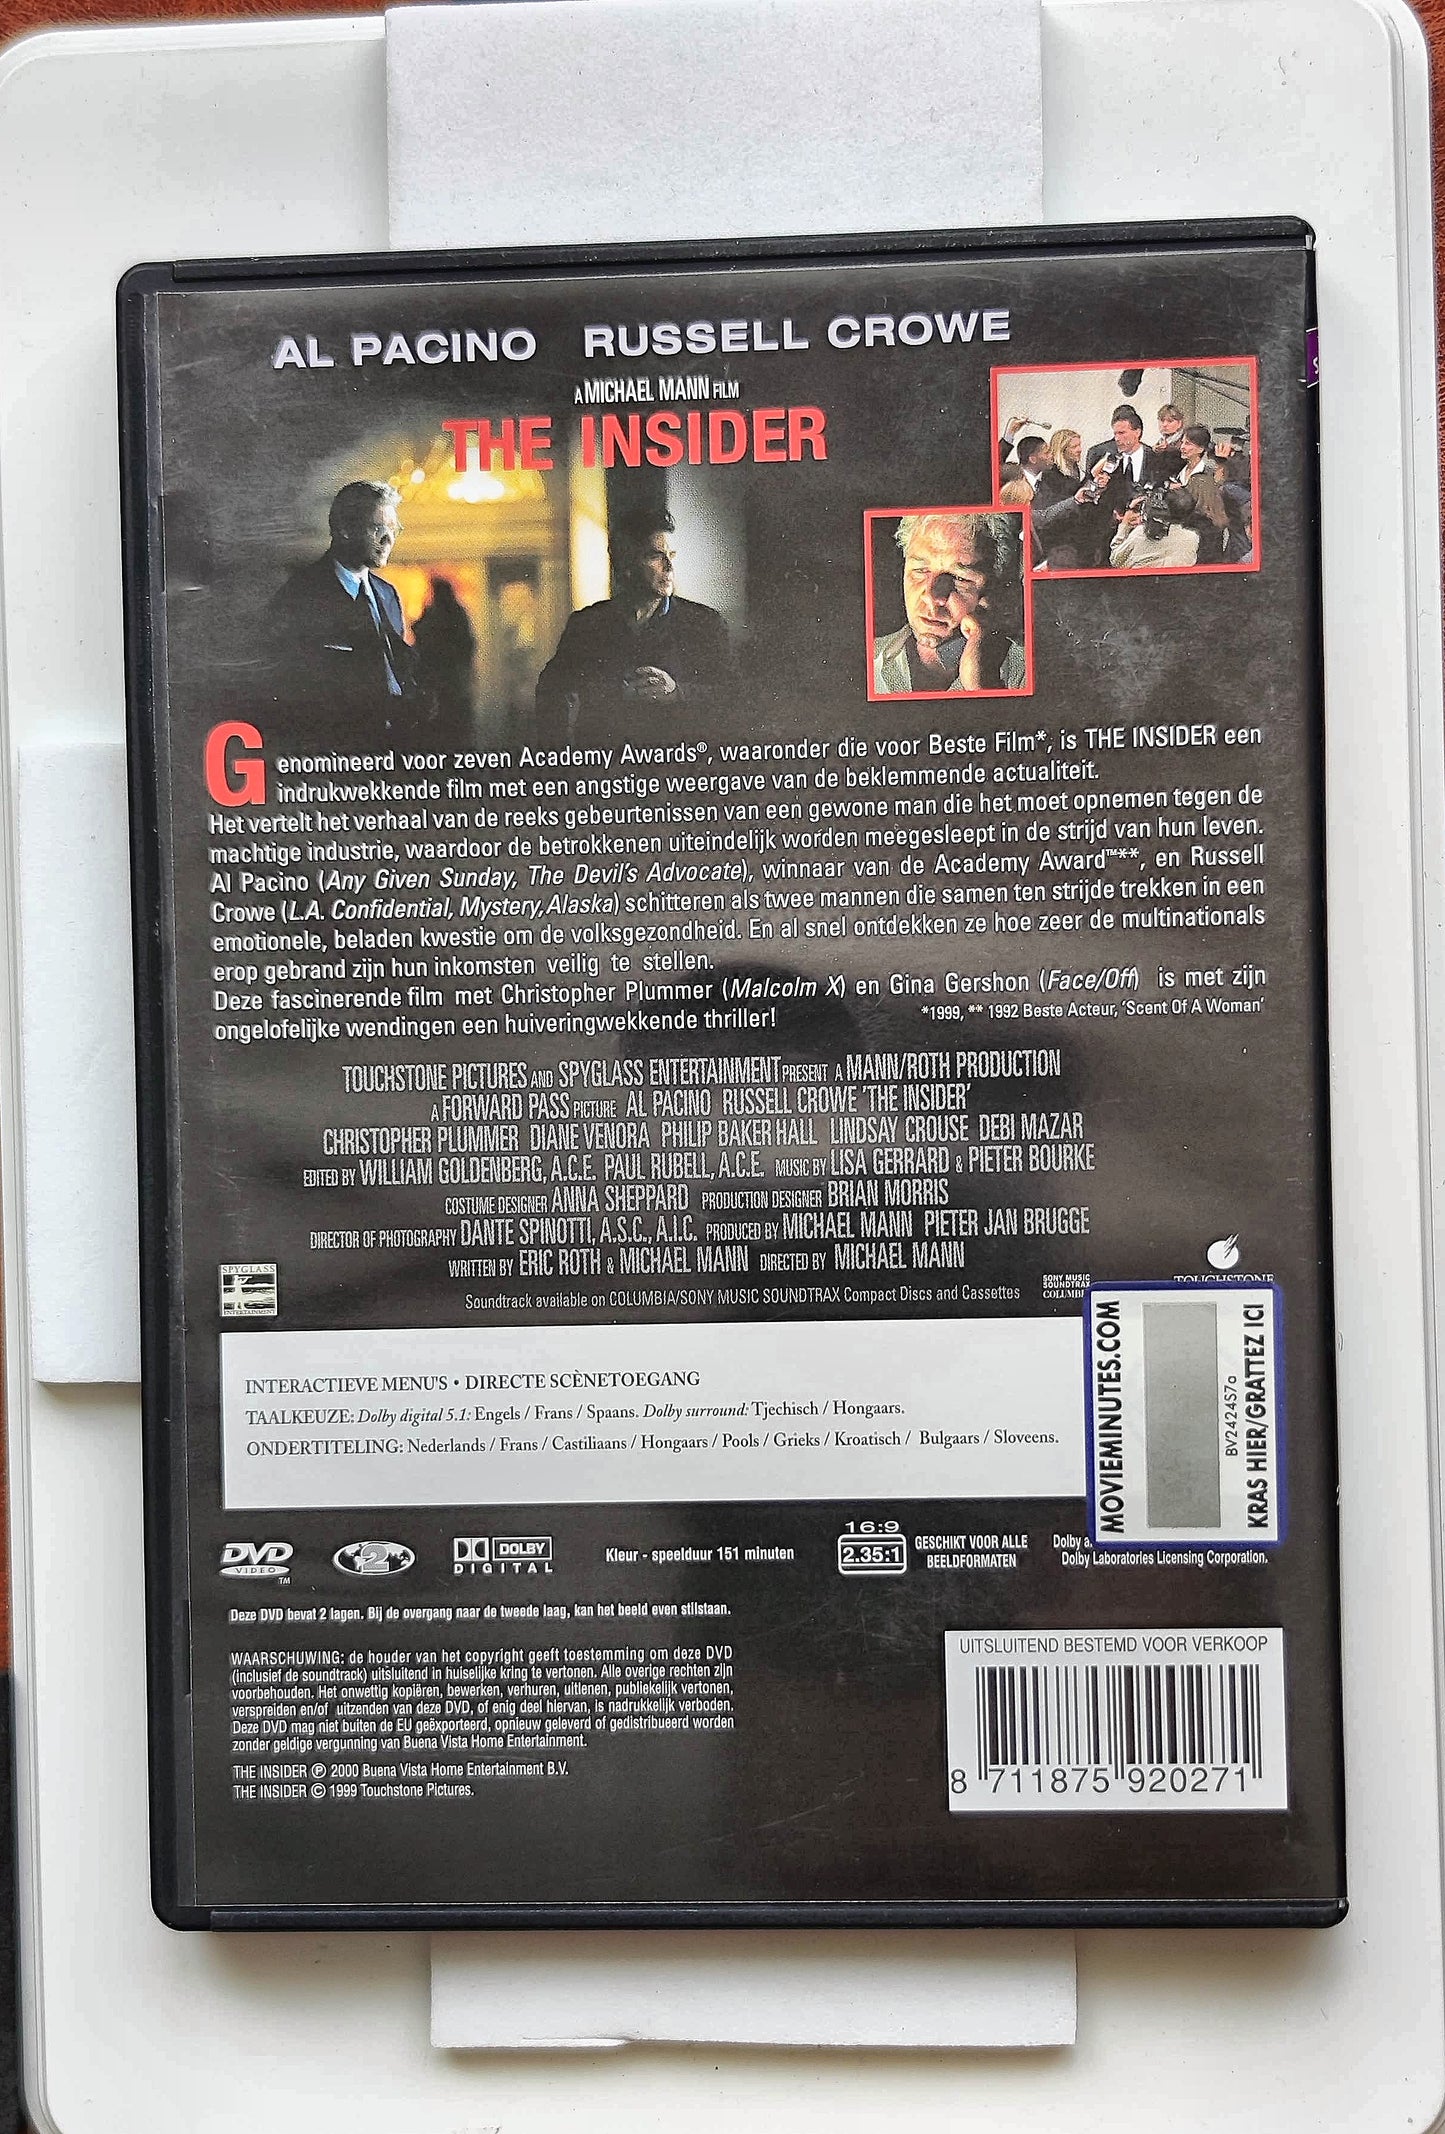 AL PACINO RUSSELL CROWE
A MICHAEL MANN FILM
THE INSIDER
Genomineerd voor zeven Academy Awards®, waaronder die voor Beste Film*, is THE INSIDER een
indrukwekkende film met een angstige weergave van de beklemmende actualiteit.
Het vertelt het verhaal van de reeks gebeurtenissen van een gewone man die het moet opnemen tegen de
machtige industrie, waardoor de betrokkenen uiteindelijk worden meegesleept in de strijd van hun leven.
Al Pacino (Any Given Sunday, The Devil's Advocate), winnaar van de Academy Award™**, en Russell
Crowe (L.A. Confidential, Mystery, Alaska) schitteren als twee mannen die samen ten strijde trekken in een
emotionele, beladen kwestie om de volksgezondheid. En al snel ontdekken ze hoe zeer de multinationals
erop gebrand zijn hun inkomsten veilig te stellen.
Deze fascinerende film met Christopher Plummer (Malcolm X) en Gina Gershon (Face/Off) is met zijn
ongelofelijke wendingen een huiveringwekkende thriller!
*1999, ** 1992 Beste Acteur, 'Scent Of A Woman'
TOUCHSTONE PICTURES AND SPYGLASS ENTERTAINMENT PRESENT A MANN/ROTH PRODUCTION
A FORWARD PASS PICTURE AL PACINO RUSSELL CROWE 'THE INSIDER'
CHRISTOPHER PLUMMER DIANE VENORA PHILIP BAKER HALL LINDSAY CROUSE DEBI MAZAR
EDITED BY WILLIAM GOLDENBERG, A.C.E. PAUL RUBELL, A.C.E. MUSIC BY LISA GERRARD & PIETER BOURKE
COSTUME DESIGNER ANNA SHEPPARD PRODUCTION DESIGNER BRIAN MORRIS
DIRECTOR OF PHOTOGRAPHY DANTE SPINOTTI, A.S.C., A.I.C. PRODUCED BY MICHAEL MANN PIETER JAN BRUGGE
WRITTEN BY ERIC ROTH & MICHAEL MANN DIRECTED BY MICHAEL MANN
SPYGLASS
ENTERTAINMENT
Soundtrack available on COLUMBIA/SONY MUSIC SOUNDTRAX Compact Discs and Cassettes
SONY MUSIC
SOUNDTRAX
TOUCHSTONE
INTERACTIEVE MENU'S • DIRECTE SCÈNETOEGANG
TAALKEUZE: Dolby digital 5.1: Engels / Frans / Spaans. Dolby surround: Tjechisch / Hongaars.
ONDERTITELING: Nederlands / Frans / Castiliaans / Hongaars / Pools / Grieks / Kroatisch / Bulgaars / Sloveens.
MOVIEMINUTES.COM
BV2424S7o
KRAS HIER/GRATTEZ ICI
DVD
VIDEO
TM
2
DOLBY
DIGITAL
Kleur - speelduur 151 minuten
16:9
2.35:1
GESCHIKT VOOR ALLE
BEELDFORMATEN
Dolby
Dolby Laboratories Licensing Corporation.
Deze DVD bevat 2 lagen. Bij de overgang naar de tweede laag, kan het beeld even stilstaan.
WAARSCHUWING: de houder van het copyright geeft toestemming om deze DVD
(inclusief de soundtrack) uitsluitend in huiselijke kring te vertonen. Alle overige rechten zijn
voorbehouden. Het onwettig kopiëren, bewerken, verhuren, uitlenen, publiekelijk vertonen,
verspreiden en/of uitzenden van deze DVD, of enig deel hiervan, is nadrukkelijk verboden.
Deze DVD mag niet buiten de EU geëxporteerd, opnieuw geleverd of gedistribueerd worden
zonder geldige vergunning van Buena Vista Home Entertainment.
THE INSIDER ℗ 2000 Buena Vista Home Entertainment B.V.
THE INSIDER © 1999 Touchstone Pictures.
UITSLUITEND BESTEMD VOOR VERKOOP
8 711875 920271